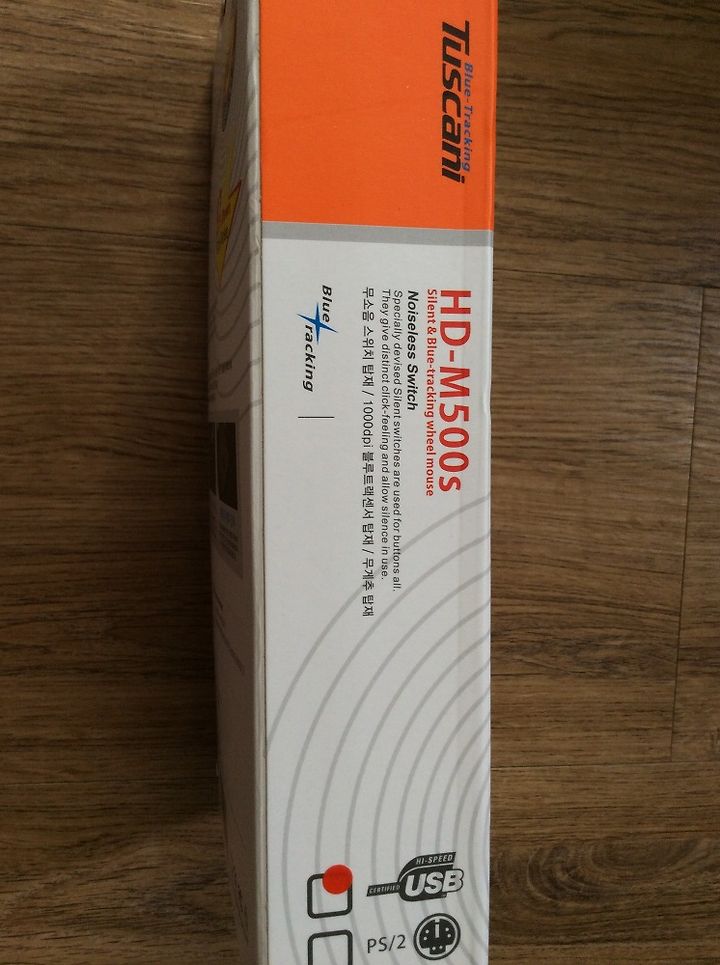 Blue-Tracking
Tuscani
HD-M500s
Silent & Blue-tracking wheel mouse
Noiseless Switch
Specially devised Silent switches are used for buttons all.
They give distinct click-feeling and allow silence in use.
무소음 스위치 탑재 / 1000dpi 블루트랙센서 탑재 / 무게추 탑재
Blue Tracking
HI-SPEED
CERTIFIED USB
PS/2